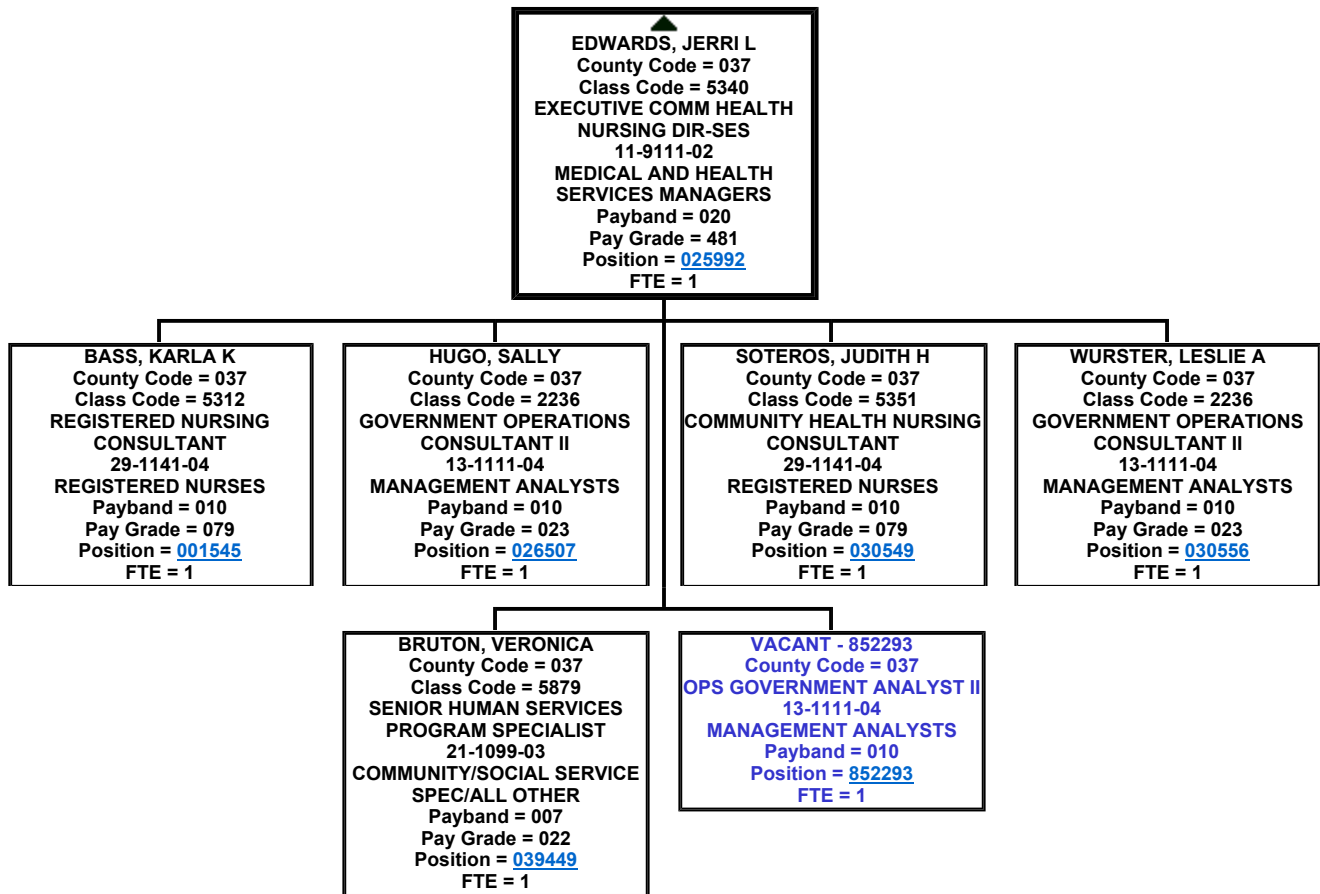 EDWARDS, JERRI L
County Code = 037
Class Code = 5340
EXECUTIVE COMM HEALTH
NURSING DIR-SES
11-9111-02
MEDICAL AND HEALTH
SERVICES MANAGERS
Payband = 020
Pay Grade = 481
Position = 025992
FTE = 1
BASS, KARLA K
County Code = 037
Class Code = 5312
REGISTERED NURSING
CONSULTANT
29-1141-04
REGISTERED NURSES
Payband = 010
Pay Grade = 079
Position = 001545
FTE = 1
HUGO, SALLY
County Code = 037
Class Code = 2236
GOVERNMENT OPERATIONS
CONSULTANT II
13-1111-04
MANAGEMENT ANALYSTS
Payband = 010
Pay Grade = 023
Position = 026507
FTE = 1
SOTEROS, JUDITH H
County Code = 037
Class Code = 5351
COMMUNITY HEALTH NURSING
CONSULTANT
29-1141-04
REGISTERED NURSES
Payband = 010
Pay Grade = 079
Position = 030549
FTE = 1
WURSTER, LESLIE A
County Code = 037
Class Code = 2236
GOVERNMENT OPERATIONS
CONSULTANT II
13-1111-04
MANAGEMENT ANALYSTS
Payband = 010
Pay Grade = 023
Position = 030556
FTE = 1
BRUTON, VERONICA
County Code = 037
Class Code = 5879
SENIOR HUMAN SERVICES
PROGRAM SPECIALIST
21-1099-03
COMMUNITY/SOCIAL SERVICE
SPEC/ALL OTHER
Payband = 007
Pay Grade = 022
Position = 039449
FTE = 1
VACANT - 852293
County Code = 037
OPS GOVERNMENT ANALYST II
13-1111-04
MANAGEMENT ANALYSTS
Payband = 010
Position = 852293
FTE = 1